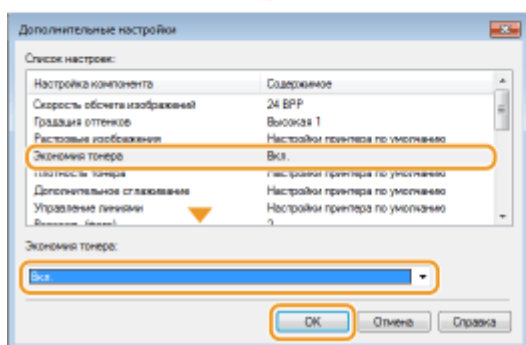 Дополнительные настройки
Список настроек:
Настройка компонента Содержимое
Скорость обсчета изображений 24 BPP
Градация оттенков Высокая 1
Растровые изображения Настройки принтера по умолчанию
Экономия тонера Вкл.
Плотность тонера Настройки принтера по умолчанию
Дополнительное сглаживание Настройки принтера по умолчанию
Управление линиями Настройки принтера по умолчанию
Экономия тонера:
Вкл.
OK Отмена Справка